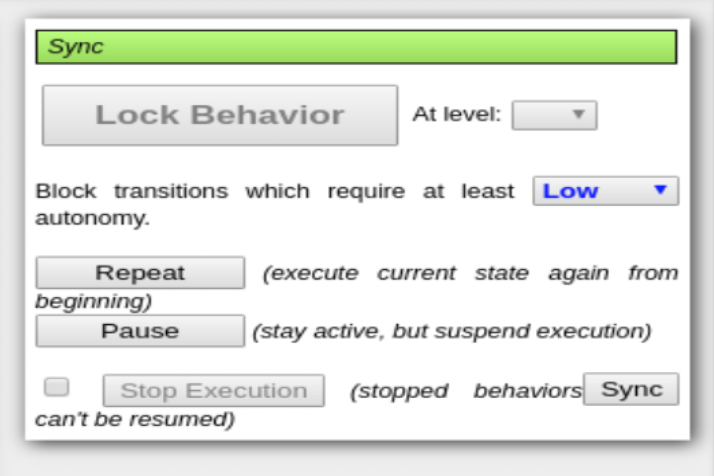 Sync
Lock Behavior At level:
Block transitions which require at least Low
autonomy.
Repeat (execute current state again from
beginning)
Pause (stay active, but suspend execution)
Stop Execution (stopped behaviors Sync
can't be resumed)